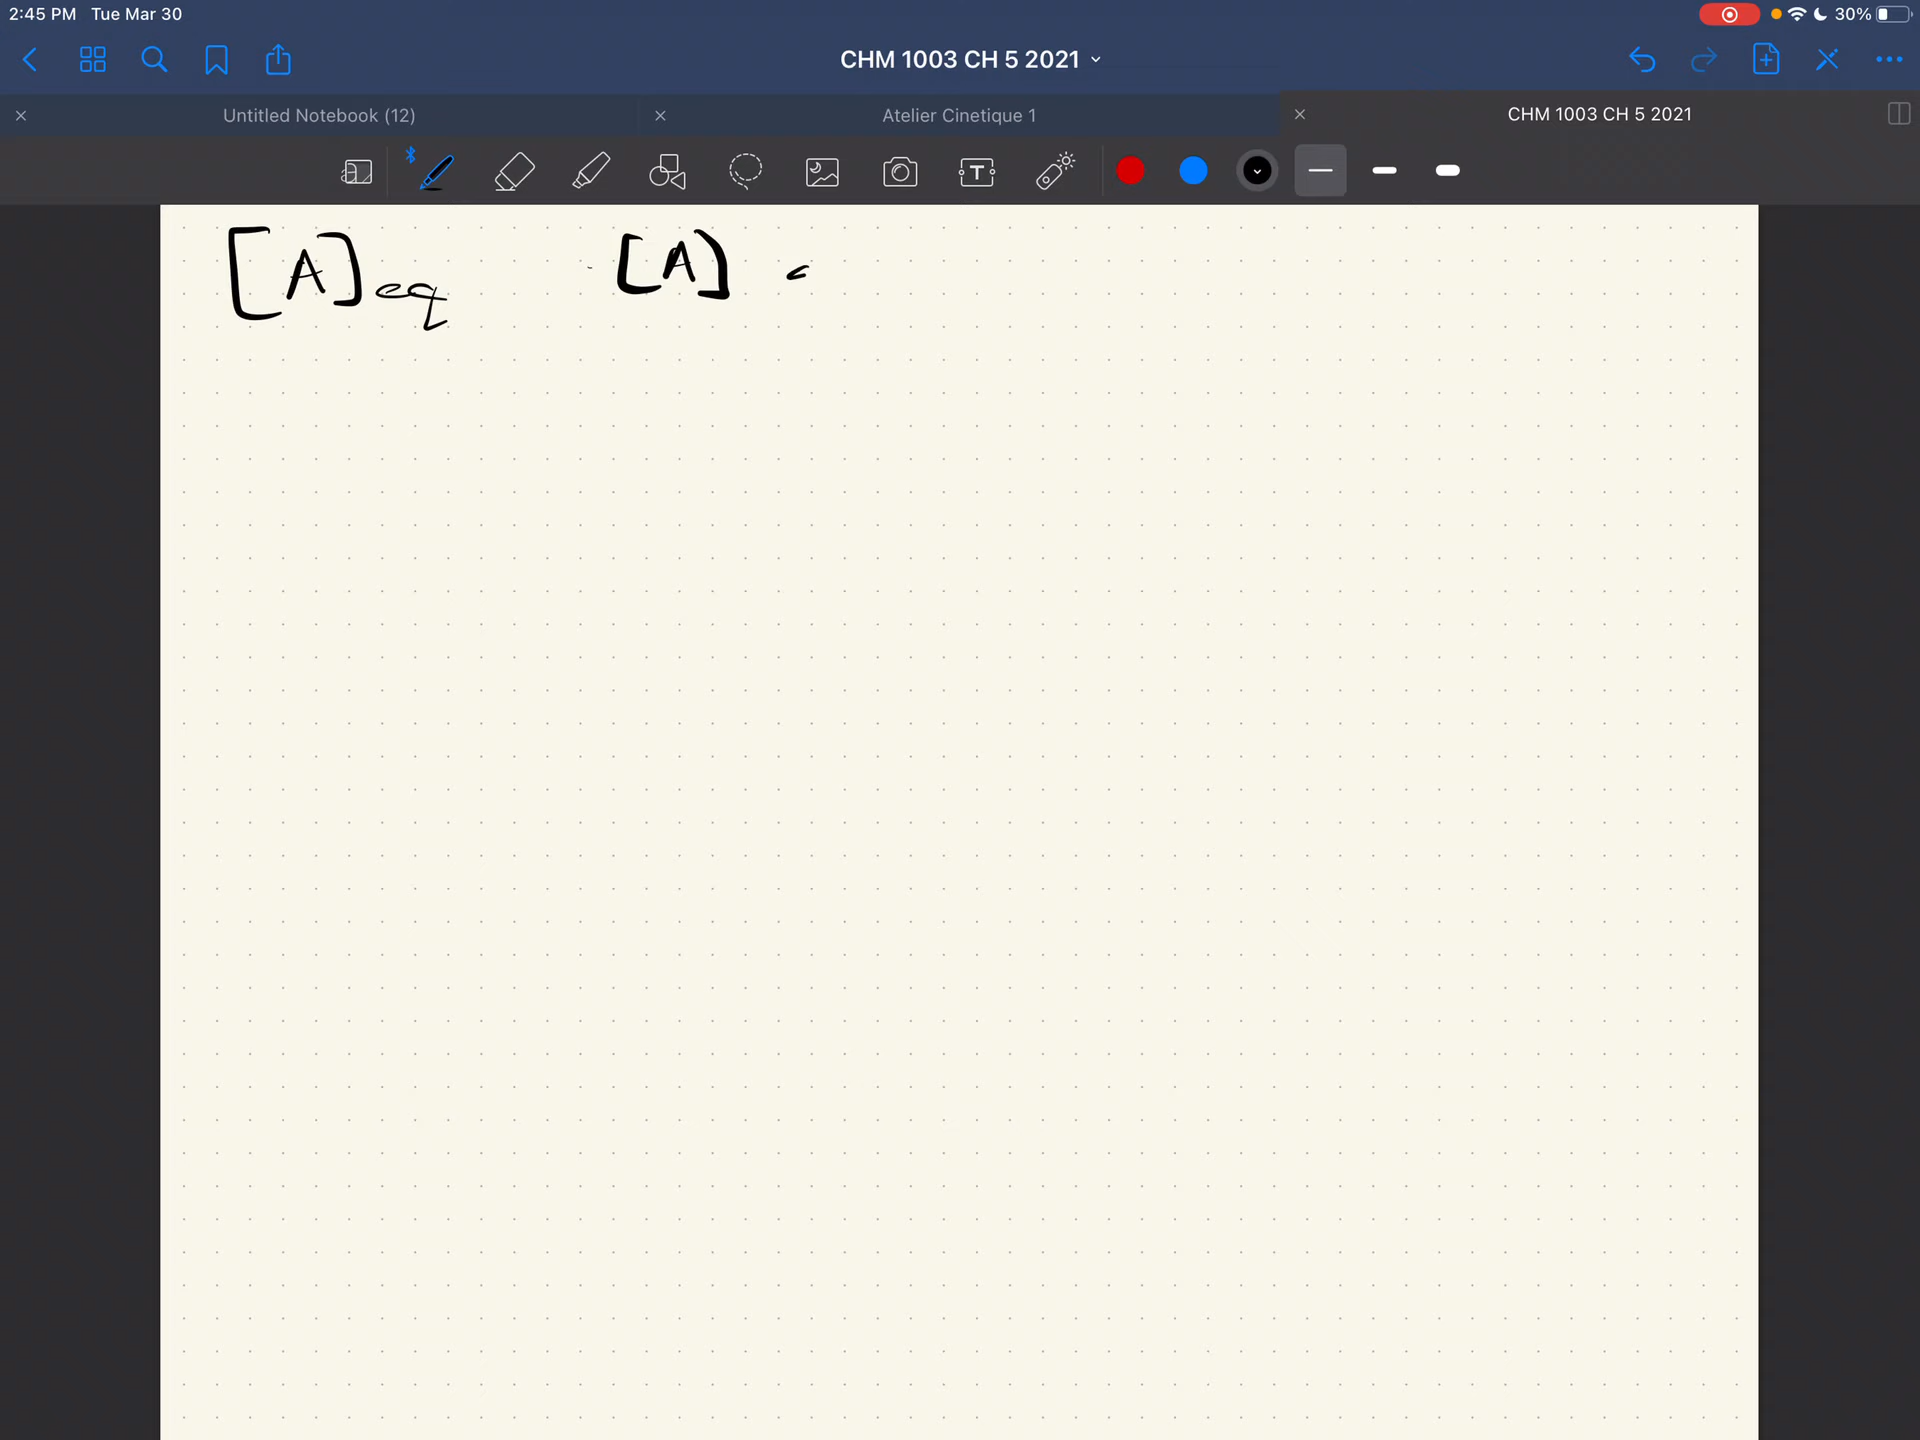 2:45 PM Tue Mar 30 30%
CHM 1003 CH 5 2021
Untitled Notebook (12) Atelier Cinetique 1 CHM 1003 CH 5 2021
T
[A]eq [A]